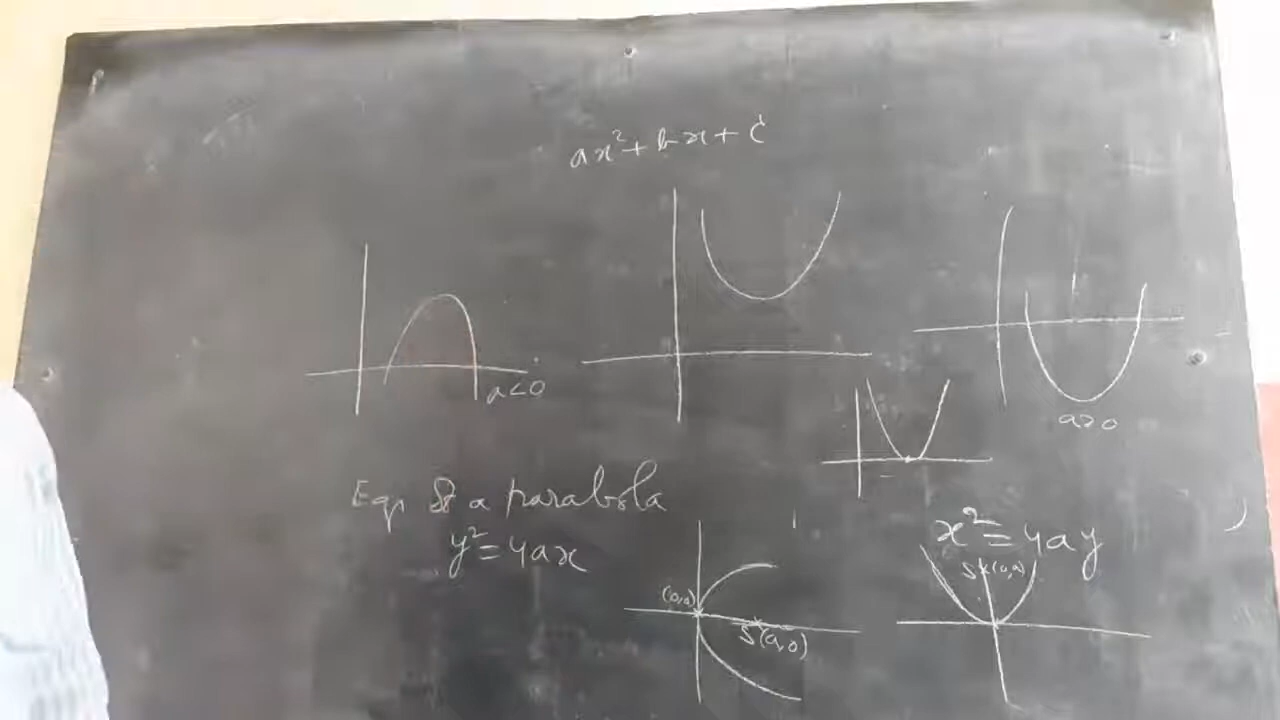 ax²+bx+c
a<0
a>0
Eqn of a parabola
y²=4ax
x²=4ay
S(0,a)
(0,0)
S(a,0)